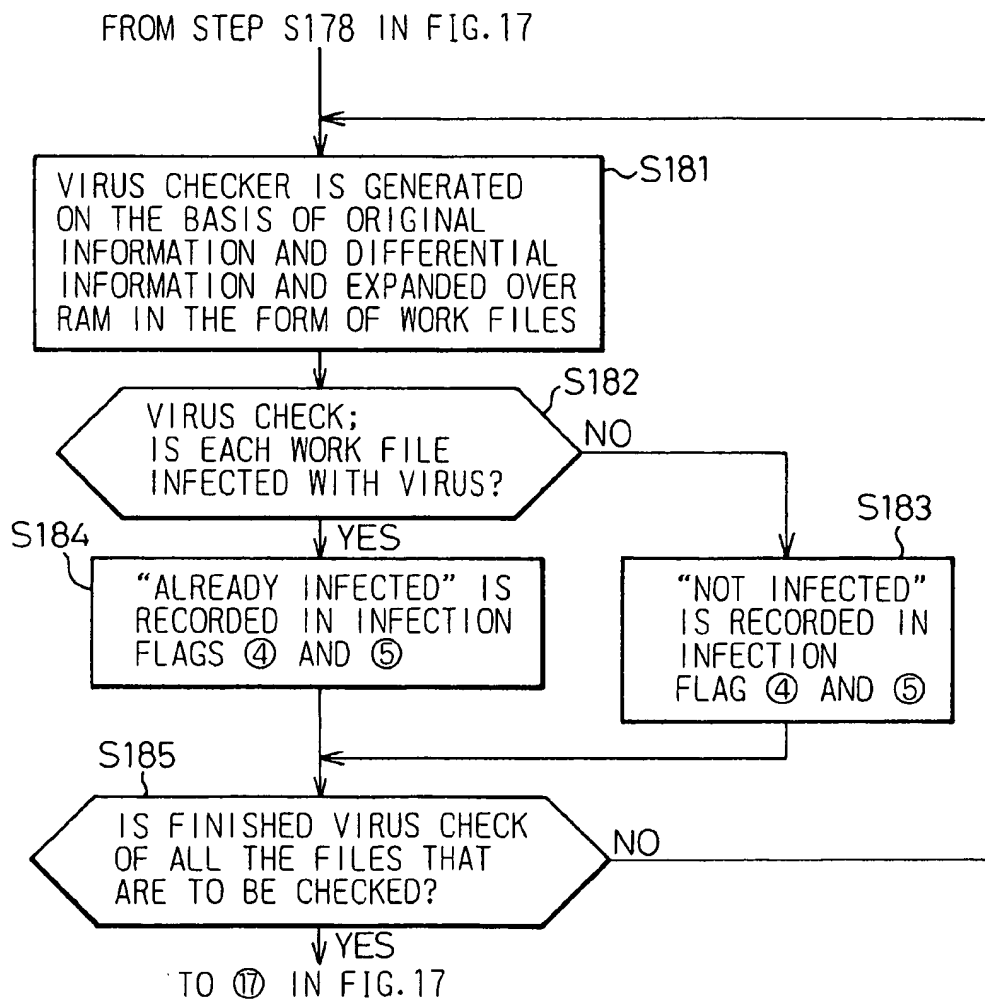 FROM STEP S178 IN FIG.17
S181
VIRUS CHECKER IS GENERATED
ON THE BASIS OF ORIGINAL
INFORMATION AND DIFFERENTIAL
INFORMATION AND EXPANDED OVER
RAM IN THE FORM OF WORK FILES
S182
VIRUS CHECK;
IS EACH WORK FILE
INFECTED WITH VIRUS?
NO
YES
S184
"ALREADY INFECTED" IS
RECORDED IN INFECTION
FLAGS ④ AND ⑤
S183
"NOT INFECTED"
IS RECORDED IN
INFECTION
FLAG ④ AND ⑤
S185
IS FINISHED VIRUS CHECK
OF ALL THE FILES THAT
ARE TO BE CHECKED?
NO
YES
TO ⑰ IN FIG.17